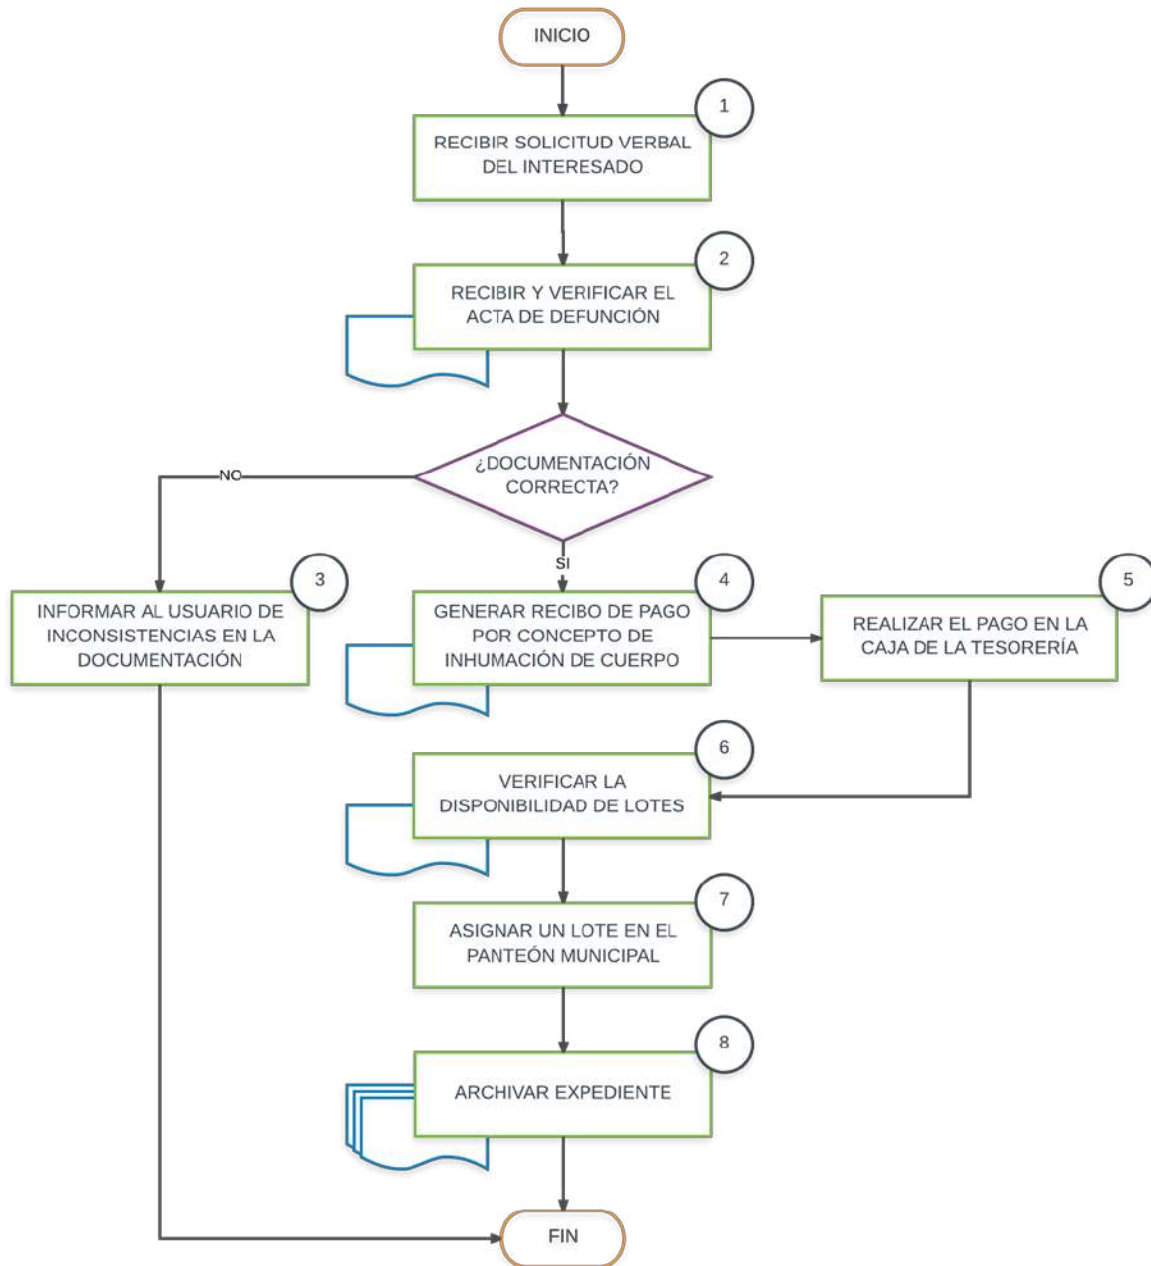 INICIO
1
RECIBIR SOLICITUD VERBAL
DEL INTERESADO
2
RECIBIR Y VERIFICAR EL
ACTA DE DEFUNCIÓN
¿DOCUMENTACIÓN
CORRECTA?
NO
SI
3
INFORMAR AL USUARIO DE
INCONSISTENCIAS EN LA
DOCUMENTACIÓN
4
GENERAR RECIBO DE PAGO
POR CONCEPTO DE
INHUMACIÓN DE CUERPO
5
REALIZAR EL PAGO EN LA
CAJA DE LA TESORERÍA
6
VERIFICAR LA
DISPONIBILIDAD DE LOTES
7
ASIGNAR UN LOTE EN EL
PANTEÓN MUNICIPAL
8
ARCHIVAR EXPEDIENTE
FIN